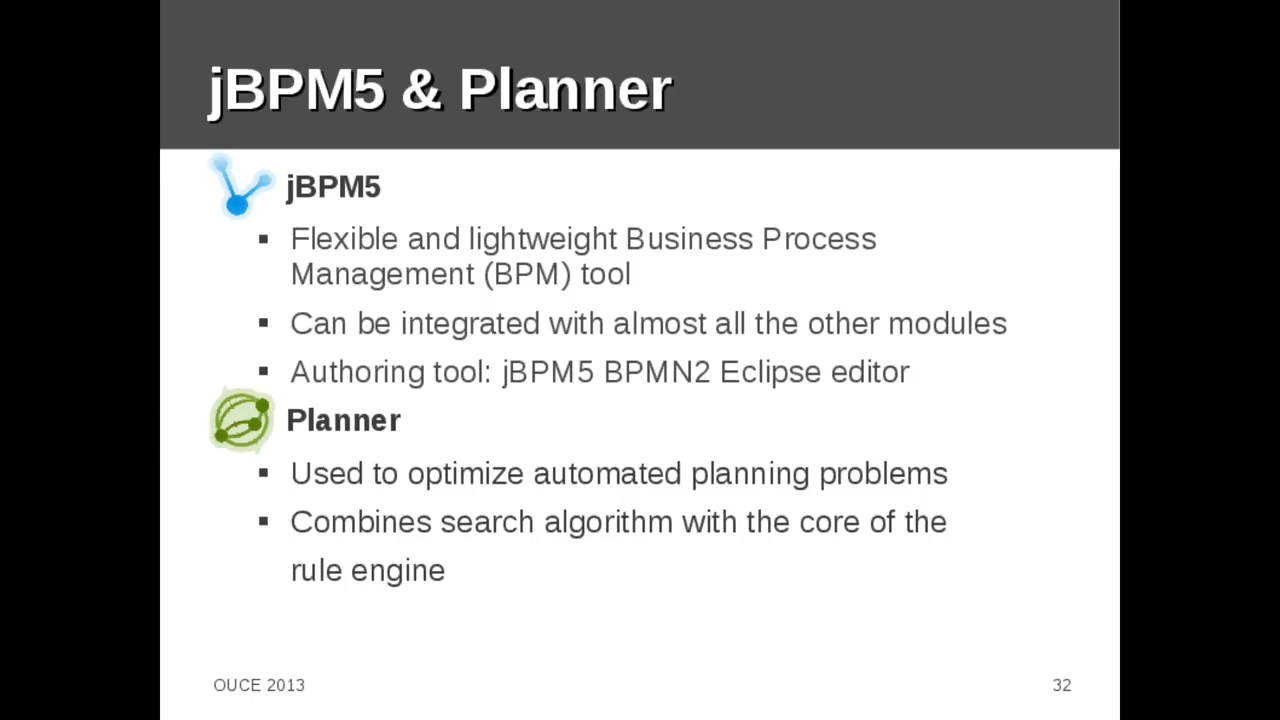 jBPM5 & Planner
jBPM5
▪ Flexible and lightweight Business Process
Management (BPM) tool
▪ Can be integrated with almost all the other modules
▪ Authoring tool: jBPM5 BPMN2 Eclipse editor
Planner
▪ Used to optimize automated planning problems
▪ Combines search algorithm with the core of the
rule engine
OUCE 2013
32